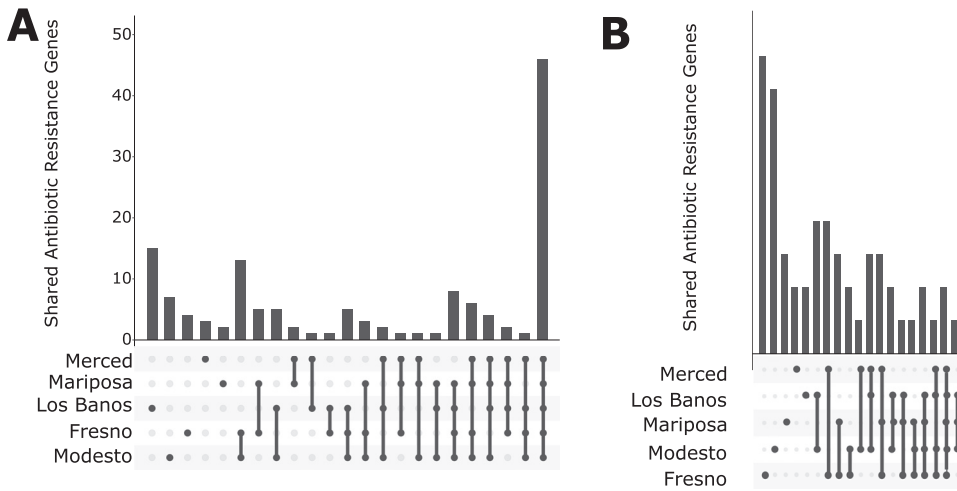 A
Shared Antibiotic Resistance Genes
50
40
30
20
10
0
Merced
Mariposa
Los Banos
Fresno
Modesto
B
Shared Antibiotic Resistance Genes
Merced
Los Banos
Mariposa
Modesto
Fresno